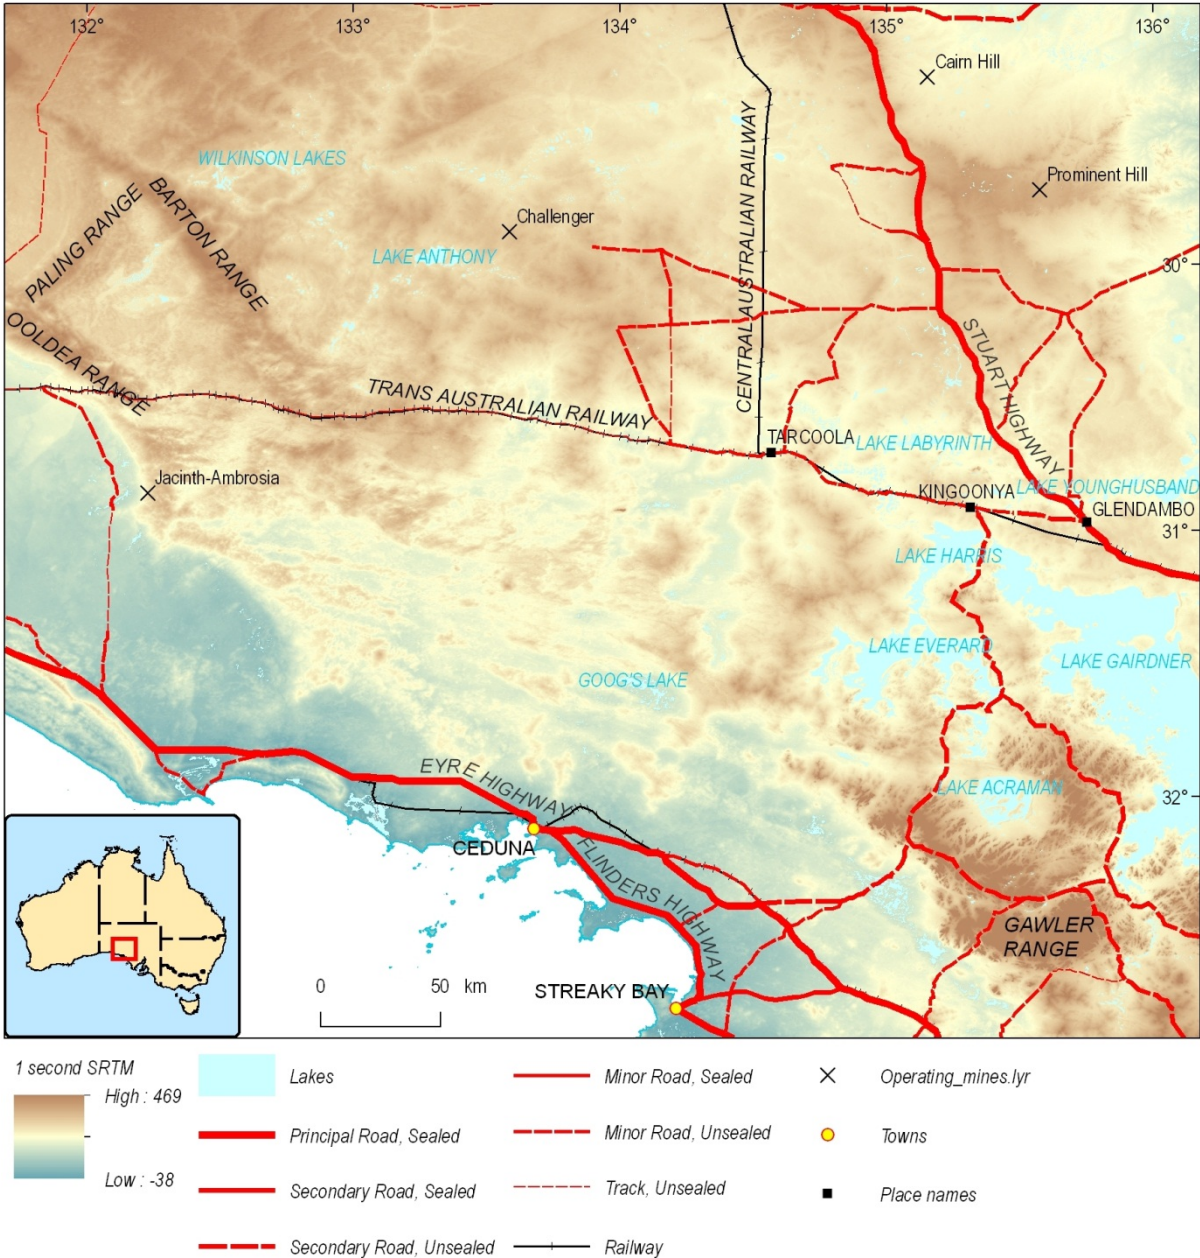 132°
133°
134°
135°
136°
Cairn Hill
WILKINSON LAKES
Prominent Hill
PALING RANGE
BARTON RANGE
Challenger
CENTRAL AUSTRALIAN RAILWAY
LAKE ANTHONY
30°
OOLDEA RANGE
STUART HIGHWAY
TRANS AUSTRALIAN RAILWAY
TARCOOLA
LAKE LABYRINTH
Jacinth-Ambrosia
KINGOONYA
LAKE YOUNGHUSBAND
GLENDAMBO
31°
LAKE HARRIS
LAKE EVERARD
LAKE GAIRDNER
GOOG'S LAKE
EYRE HIGHWAY
LAKE ACRAMAN
32°
CEDUNA
FLINDERS HIGHWAY
GAWLER
RANGE
0 50 km
STREAKY BAY
1 second SRTM
High : 469
Low : -38
Lakes
Principal Road, Sealed
Secondary Road, Sealed
Secondary Road, Unsealed
Minor Road, Sealed
Minor Road, Unsealed
Track, Unsealed
Railway
Operating_mines.lyr
Towns
Place names